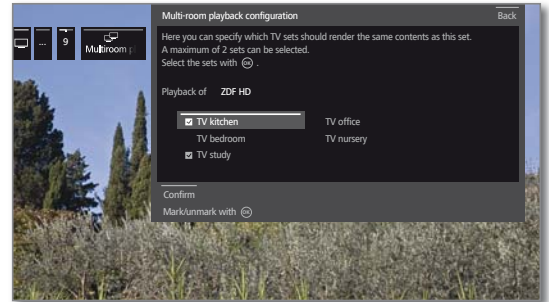 Multi-room playback configuration
Back
Here you can specify which TV sets should render the same contents as this set.
A maximum of 2 sets can be selected.
Select the sets with OK .
... 9 Multiroom pl
Playback of ZDF HD
TV kitchen TV office
TV bedroom TV nursery
TV study
Confirm
Mark/unmark with OK